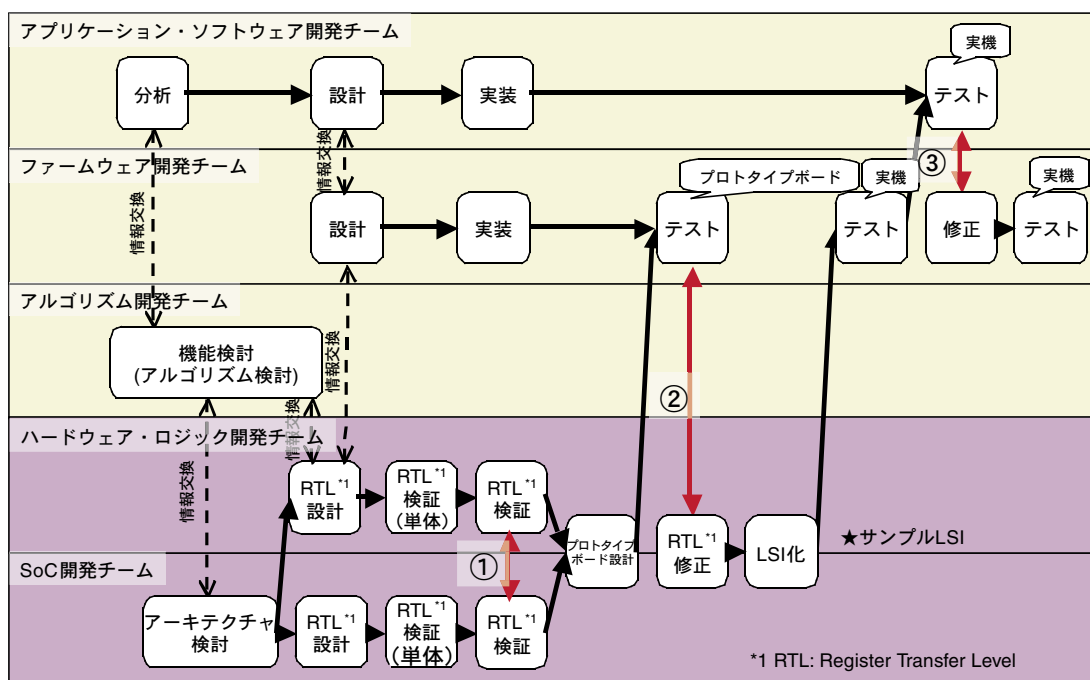 アプリケーション・ソフトウェア開発チーム
実機
分析
設計
実装
テスト
情報交換
③
ファームウェア開発チーム
プロトタイプボード
実機
実機
情報交換
設計
実装
テスト
テスト
修正
テスト
アルゴリズム開発チーム
機能検討
(アルゴリズム検討)
情報交換
②
情報交換
ハードウェア・ロジック開発チーム
情報交換
RTL*1
設計
RTL*1
検証
(単体)
RTL*1
検証
プロトタイプ
ボード設計
RTL*1
修正
LSI化
★サンプルLSI
①
SoC開発チーム
アーキテクチャ
検討
RTL*1
設計
RTL*1
検証
(単体)
RTL*1
検証
*1 RTL: Register Transfer Level